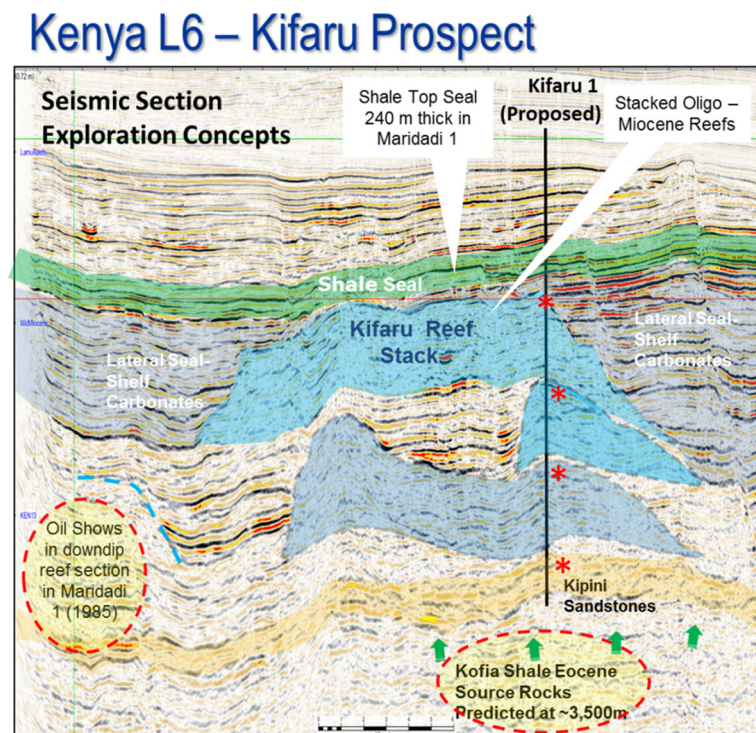 Kenya L6 – Kifaru Prospect
Seismic Section
Exploration Concepts
Shale Top Seal
240 m thick in
Maridadi 1
Kifaru 1
(Proposed)
Stacked Oligo –
Miocene Reefs
Shale Seal
Kifaru Reef
Stack
Lateral Seal-
Shelf
Carbonates
Lateral Seal-
Shelf
Carbonates
MidMiocene
KEN13
Oil Shows
in downdip
reef section
in Maridadi
1 (1985)
Kipini
Sandstones
Kofia Shale Eocene
Source Rocks
Predicted at ~3,500m